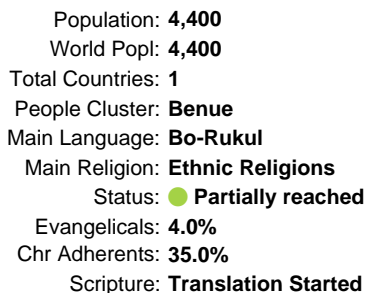 Population: 4,400
World Popl: 4,400
Total Countries: 1
People Cluster: Benue
Main Language: Bo-Rukul
Main Religion: Ethnic Religions
Status: Partially reached
Evangelicals: 4.0%
Chr Adherents: 35.0%
Scripture: Translation Started